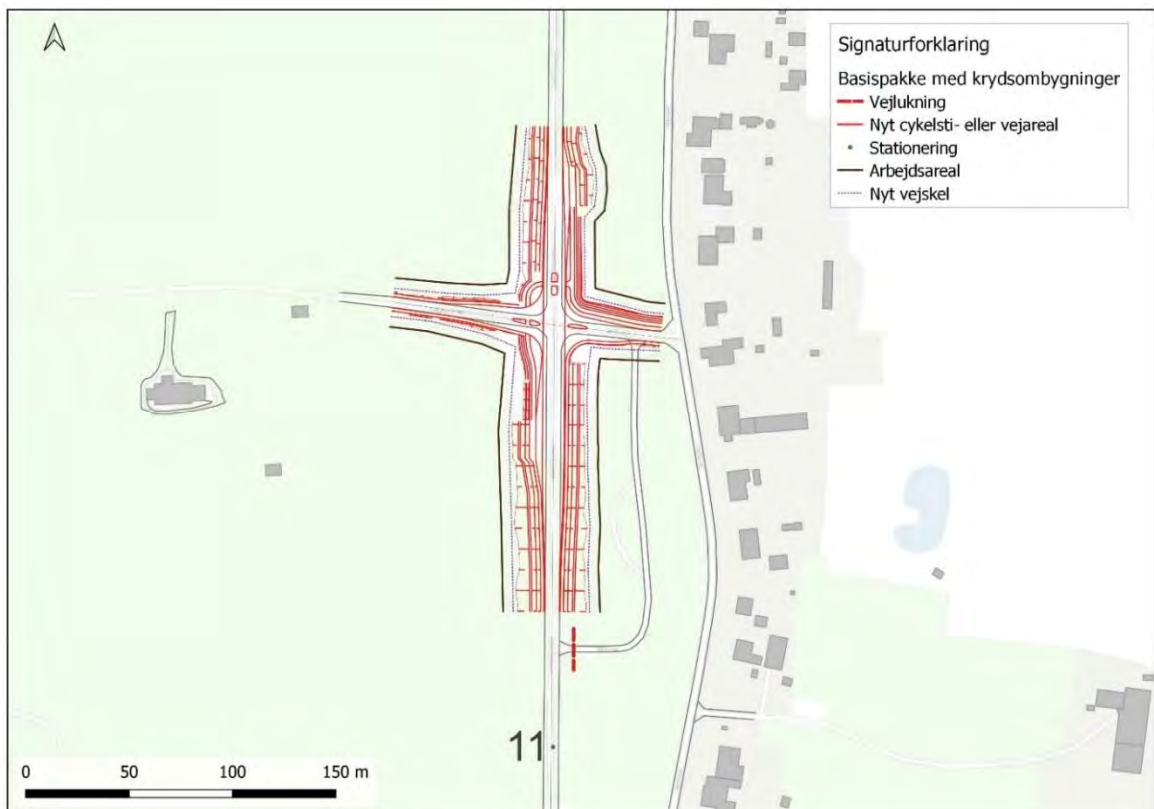 Signaturforklaring
Basispakke med krydsombygninger
Vejlukning
Nyt cykelsti- eller vejareal
Stationering
Arbejdsareal
Nyt vejskel
11
0 50 100 150 m